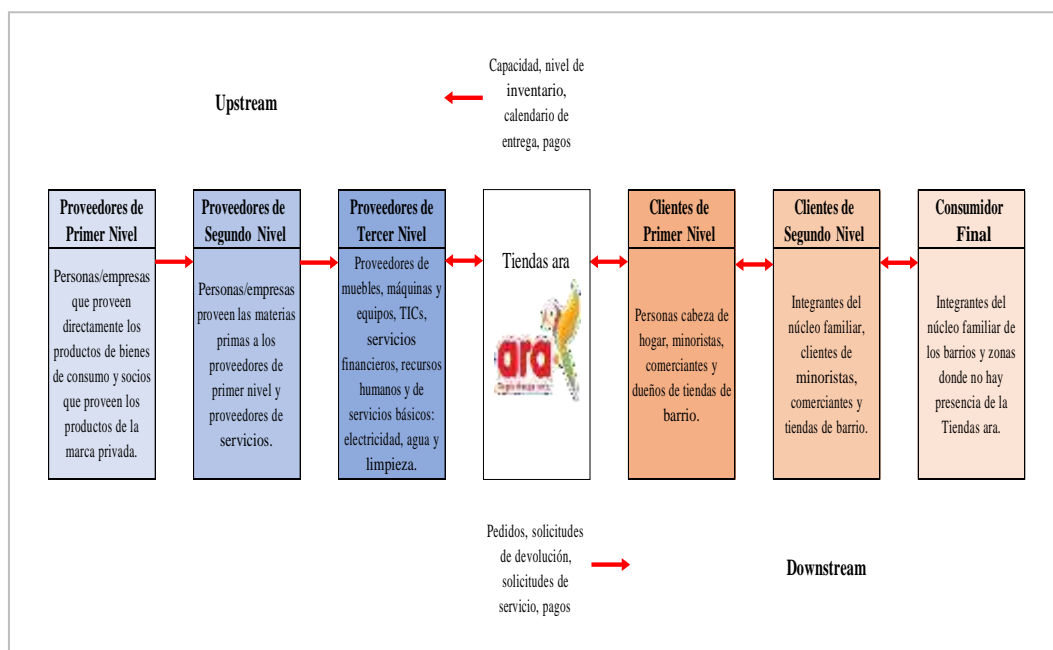 Capacidad, nivel de
inventario,
calendario de
entrega, pagos
Upstream
Proveedores de
Primer Nivel
Personas/empresas
que proveen
directamente los
productos de bienes
de consumo y socios
que proveen los
productos de la
marca privada.
Proveedores de
Segundo Nivel
Personas/empresas
proveen las materias
primas a los
proveedores de
primer nivel y
proveedores de
servicios.
Proveedores de
Tercer Nivel
Proveedores de
muebles, máquinas y
equipos, TICs,
servicios
financieros, recursos
humanos y de
servicios básicos:
electricidad, agua y
limpieza.
Tiendas ara
ara
Clientes de
Primer Nivel
Personas cabeza de
hogar, minoristas,
comerciantes y
dueños de tiendas de
barrio.
Clientes de
Segundo Nivel
Integrantes del
núcleo familiar,
clientes de
minoristas,
comerciantes y
tiendas de barrio.
Consumidor
Final
Integrantes del
núcleo familiar de
los barrios y zonas
donde no hay
presencia de la
Tiendas ara.
Pedidos, solicitudes
de devolución,
solicitudes de
servicio, pagos
Downstream